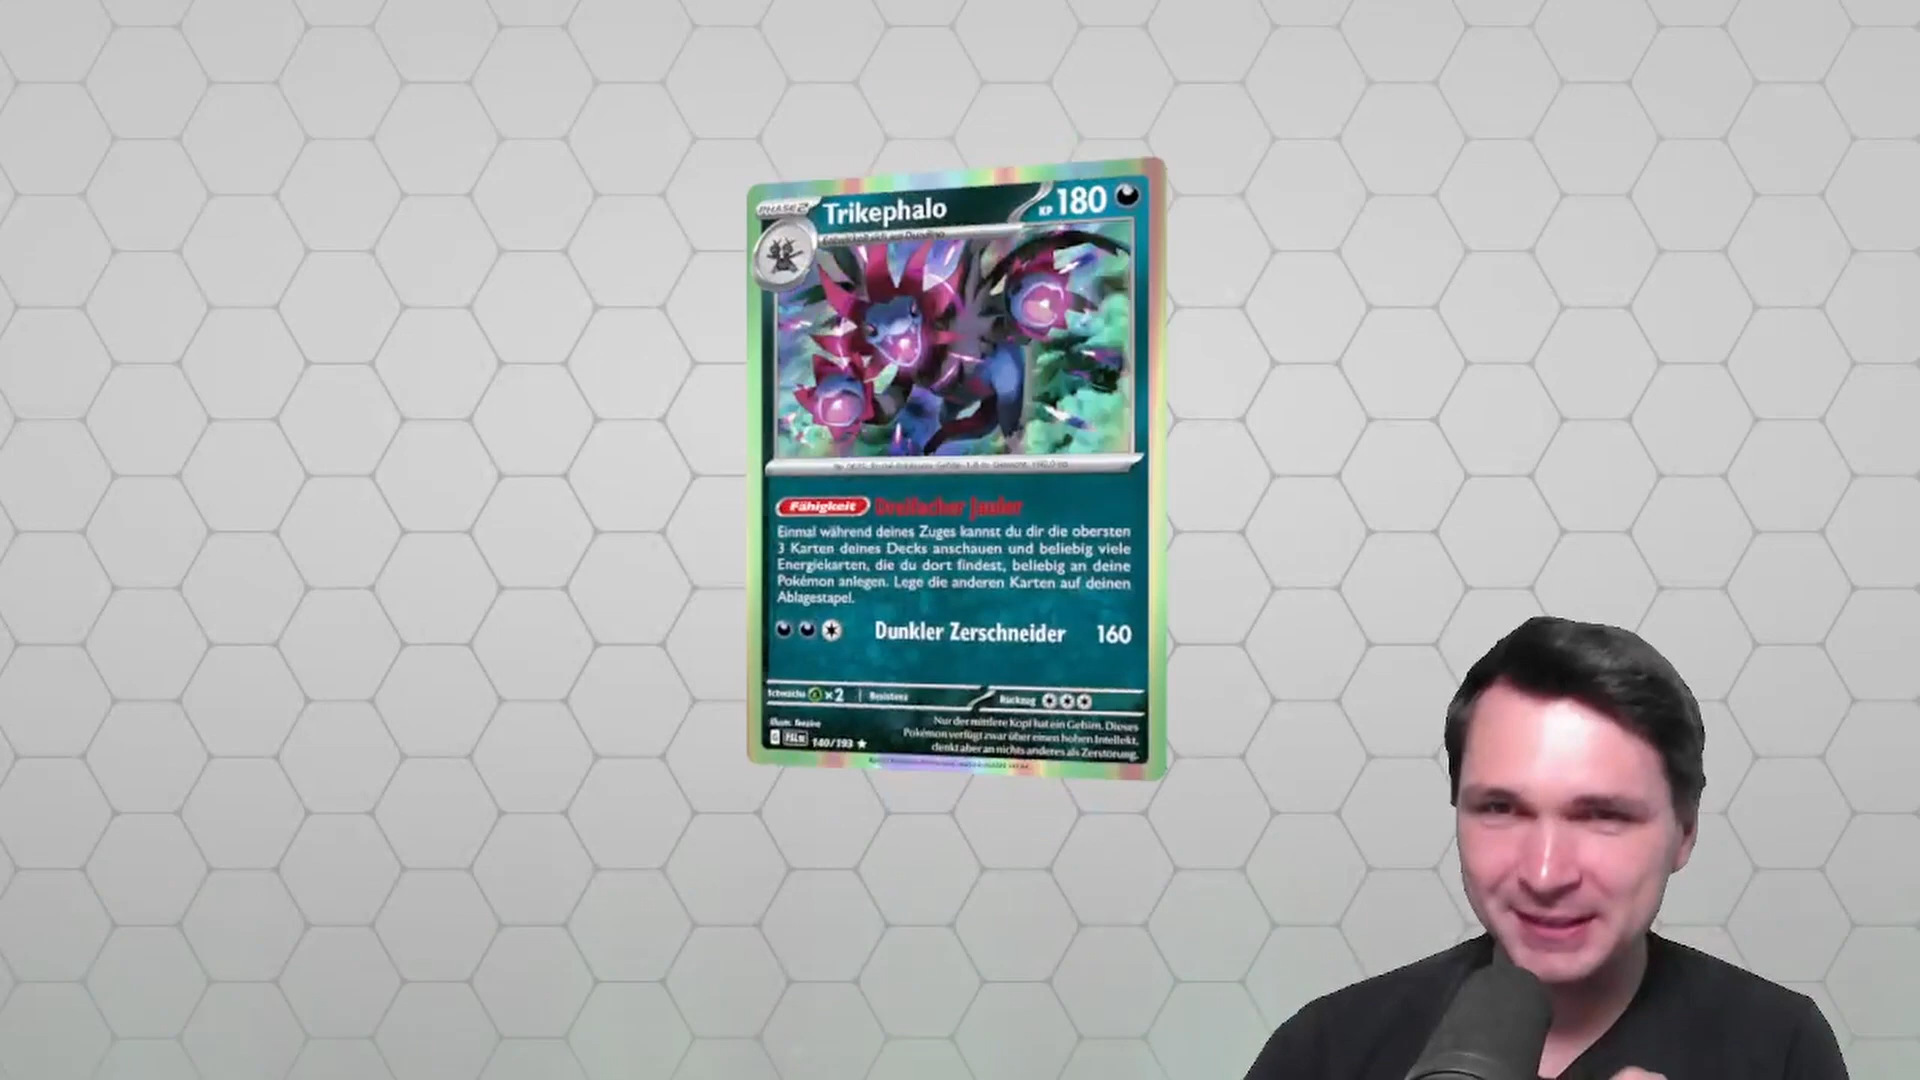 PHASE 2
Trikephalo
KP 180
Fähigkeit
Einmal während deines Zuges kannst du dir die obersten
3 Karten deines Decks anschauen und beliebig viele
Energiekarten, die du dort findest, beliebig an deine
Pokémon anlegen. Lege die anderen Karten auf deinen
Ablagestapel.
Dunkler Zerschneider 160
Schwäche ×2 Resistenz Rückzug
Nur der mittlere Kopf hat ein Gehirn. Dieses
Pokémon verfügt zwar über einen hohen Intellekt,
denkt aber an nichts anderes als Zerstörung.
140/193